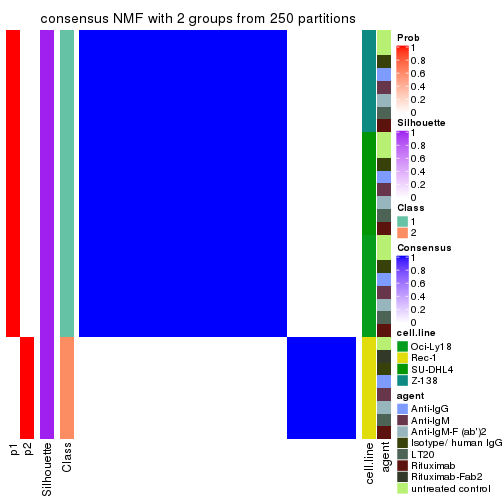 consensus NMF with 2 groups from 250 partitions
p1
p2
Silhouette
Class
cell.line
agent
Prob
1
0.8
0.6
0.4
0.2
0
Silhouette
1
0.8
0.6
0.4
0.2
0
Class
1
2
Consensus
1
0.8
0.6
0.4
0.2
0
cell.line
Oci-Ly18
Rec-1
SU-DHL4
Z-138
agent
Anti-IgG
Anti-IgM
Anti-IgM-F (ab')2
Isotype/ human IgG
LT20
Rituximab
Rituximab-Fab2
untreated control